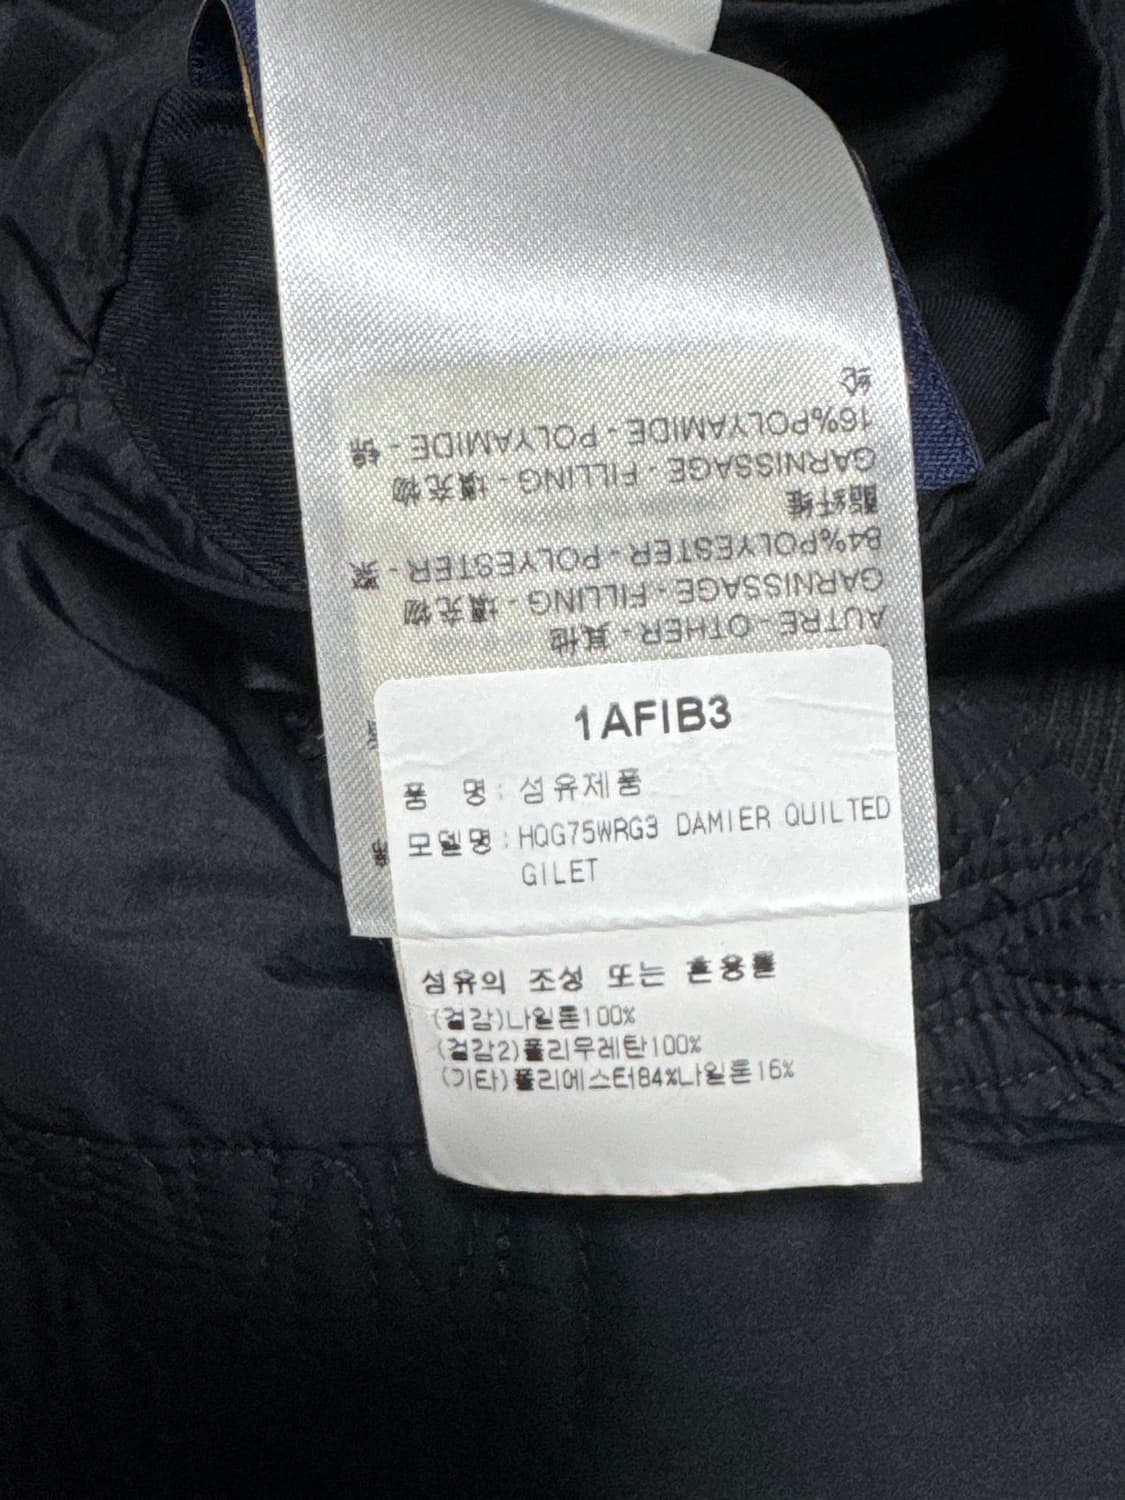 AUTRE - OTHER - 其他
GARNISSAGE - FILLING - 填充物
84%POLYESTER - POLYESTER - 聚
酯纤维
GARNISSAGE - FILLING - 填充物
16%POLYAMIDE - POLYAMIDE - 锦
纶
1AFIB3
품 명 : 섬유제품
모델명 : HQG75WRG3 DAMIER QUILTED
GILET
섬유의 조성 또는 혼용률
(겉감)나일론100%
(겉감2)폴리우레탄100%
(기타)폴리에스터84%나일론16%